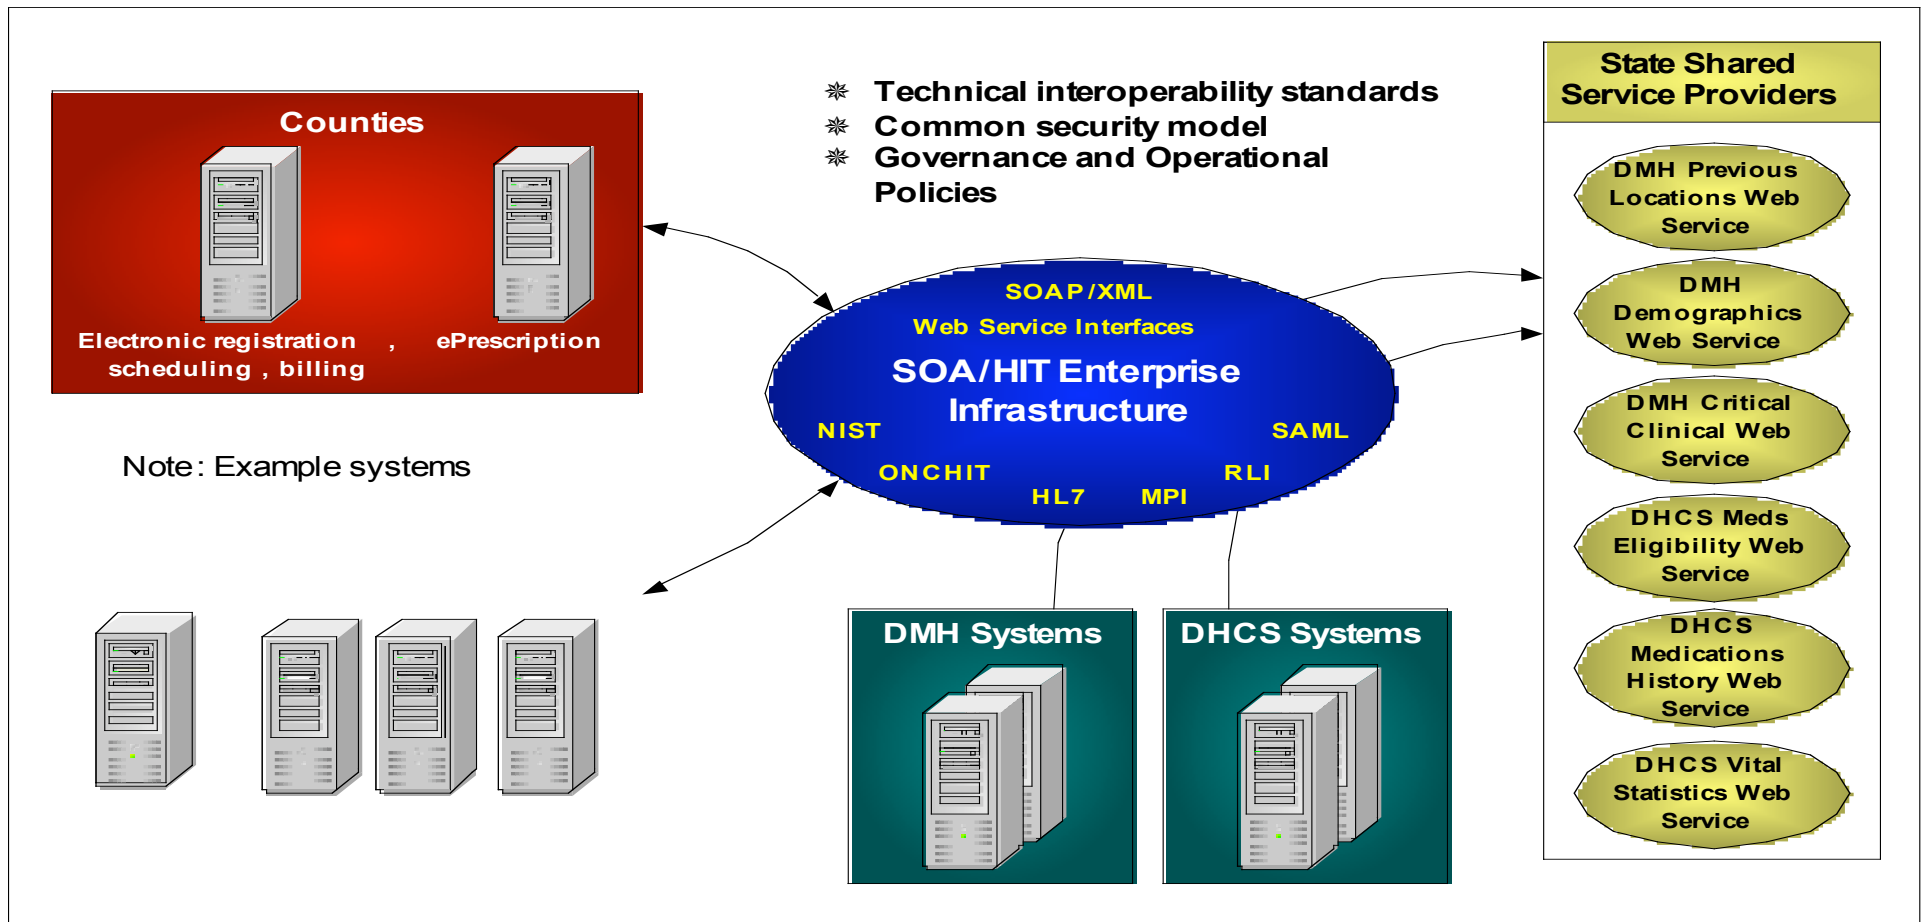 Counties
Electronic registration , ePrescription
scheduling , billing
Note: Example systems
✵ Technical interoperability standards
✵ Common security model
✵ Governance and Operational
Policies
SOAP/XML
Web Service Interfaces
SOA/HIT Enterprise
Infrastructure
NIST
SAML
ONCHIT
RLI
HL7
MPI
DMH Systems
DHCS Systems
State Shared
Service Providers
DMH Previous
Locations Web
Service
DMH
Demographics
Web Service
DMH Critical
Clinical Web
Service
DHCS Meds
Eligibility Web
Service
DHCS
Medications
History Web
Service
DHCS Vital
Statistics Web
Service